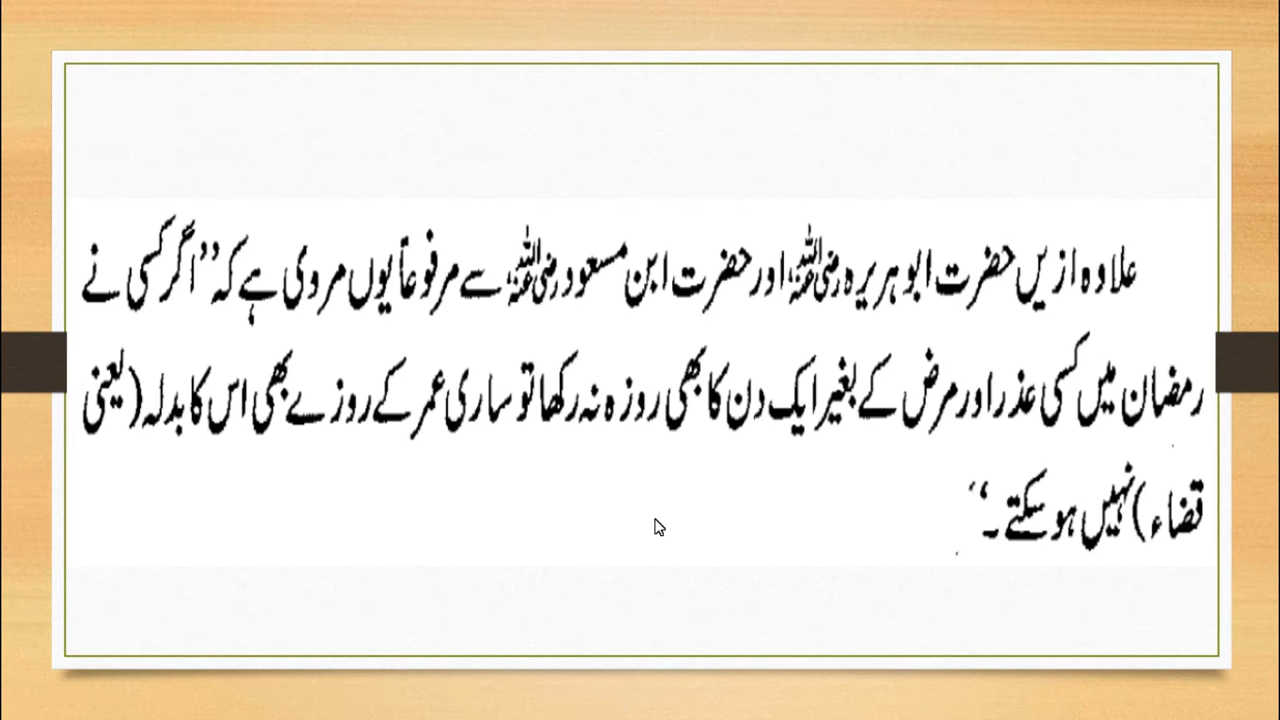 علاوہ ازیں حضرت ابو ہریرہ رضی اللہ عنہ اور حضرت ابن مسعود رضی اللہ عنہ سے مرفوعاً یوں مروی ہے کہ ’’اگر کسی نے
رمضان میں کسی عذر اور مرض کے بغیر ایک دن کا بھی روزہ نہ رکھا تو ساری عمر کے روزے بھی اس کا بدلہ (یعنی
قضاء) نہیں ہو سکتے۔‘‘